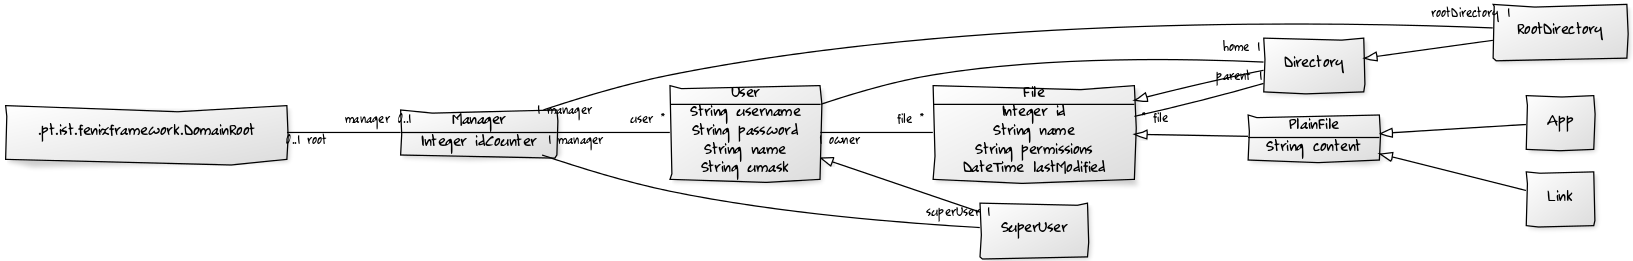 rootDirectory 1
RootDirectory
home 1
Directory
parent 1
.pt.ist.fenixframework.DomainRoot
0..1 root
manager 0..1
Manager
Integer idCounter
1 manager
1 manager
user *
User
String username
String password
String name
String umask
1 owner
file *
File
Integer id
String name
String permissions
DateTime lastModified
* file
PlainFile
String content
App
Link
superUser 1
SuperUser